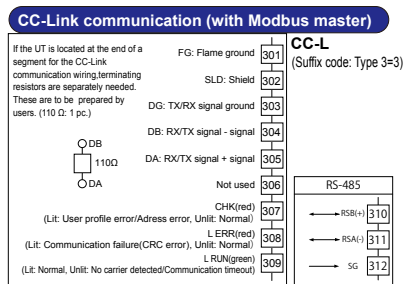 CC-Link communication (with Modbus master)
If the UT is located at the end of a
segment for the CC-Link
communication wiring,terminating
resistors are separately needed.
These are to be prepared by
users. (110 Ω: 1 pc.)
DB
110Ω
DA
FG: Flame ground 301
SLD: Shield 302
DG: TX/RX signal ground 303
DB: RX/TX signal - signal 304
DA: RX/TX signal + signal 305
Not used 306
CHK(red) 307
(Lit: User profile error/Adress error, Unlit: Normal)
L ERR(red) 308
(Lit: Communication failure(CRC error), Unlit: Normal)
L RUN(green) 309
(Lit: Normal, Unlit: No carrier detected/Communication timeout)
CC-L
(Suffix code: Type 3=3)
RS-485
RSB(+) 310
RSA(-) 311
SG 312